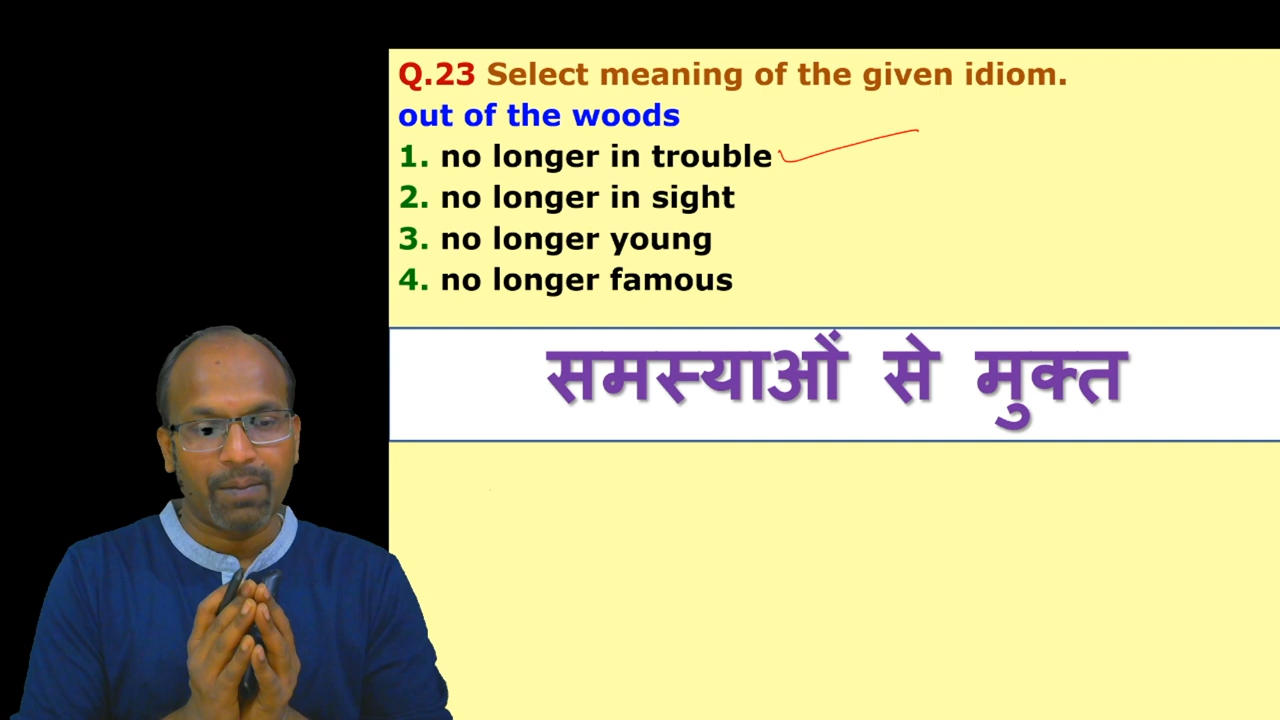 Q.23 Select meaning of the given idiom.
out of the woods
1. no longer in trouble
2. no longer in sight
3. no longer young
4. no longer famous
समस्याओं से मुक्त